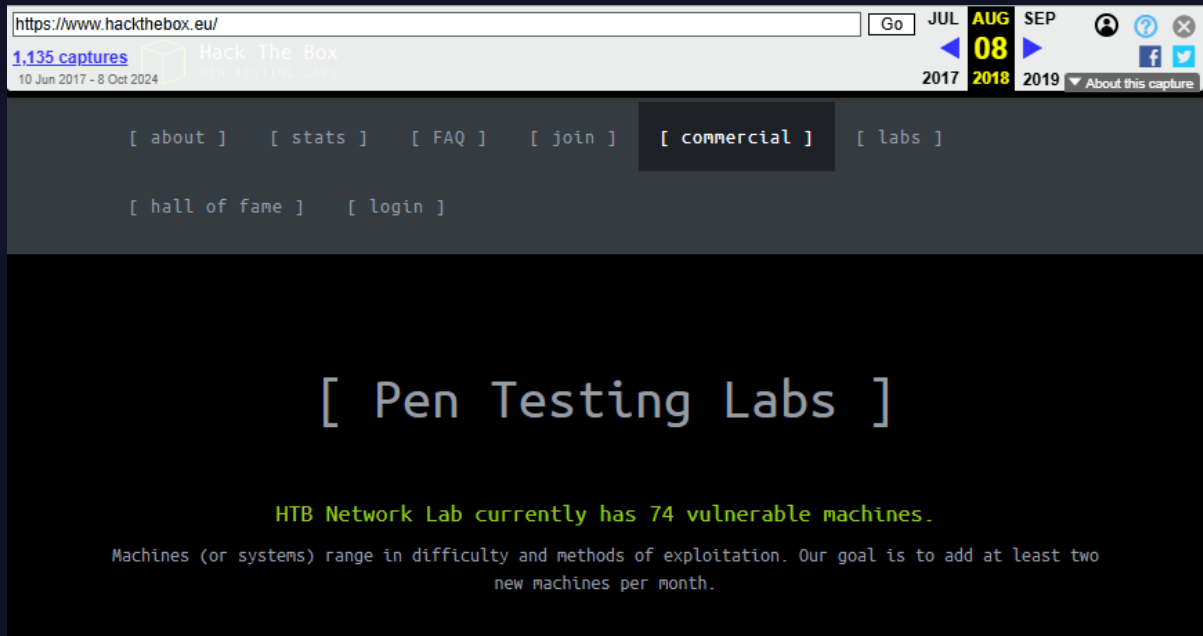 https://www.hackthebox.eu/ Go JUL AUG SEP
1,135 captures Hack The Box 08
PEN TESTING LABS
10 Jun 2017 - 8 Oct 2024 2017 2018 2019 About this capture
[ about ] [ stats ] [ FAQ ] [ join ] [ commercial ] [ labs ]
[ hall of fame ] [ login ]
[ Pen Testing Labs ]
HTB Network Lab currently has 74 vulnerable machines.
Machines (or systems) range in difficulty and methods of exploitation. Our goal is to add at least two
new machines per month.